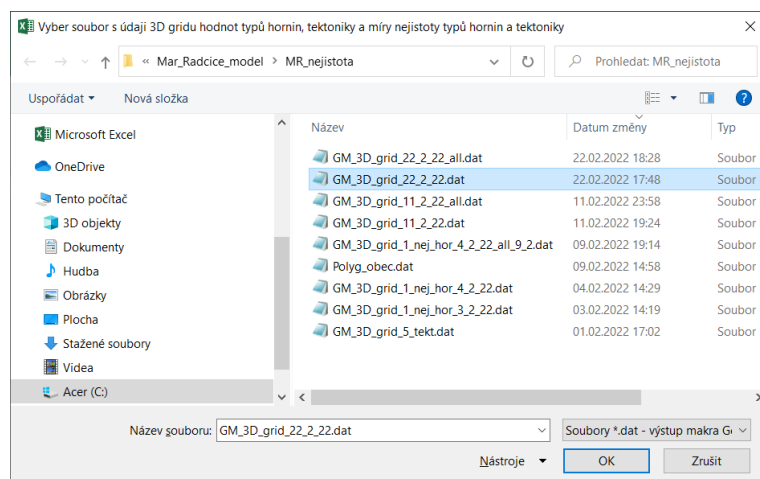 Vyber soubor s údaji 3D gridu hodnot typů hornin, tektoniky a míry nejistoty typů hornin a tektoniky
« Mar_Radcice_model > MR_nejistota
Prohledat: MR_nejistota
Uspořádat Nová složka
Název Datum změny Typ
Microsoft Excel
OneDrive
Tento počítač
3D objekty
Dokumenty
Hudba
Obrázky
Plocha
Stažené soubory
Videa
Acer (C:)
GM_3D_grid_22_2_22_all.dat 22.02.2022 18:28 Soubor
GM_3D_grid_22_2_22.dat 22.02.2022 17:48 Soubor
GM_3D_grid_11_2_22_all.dat 11.02.2022 23:58 Soubor
GM_3D_grid_11_2_22.dat 11.02.2022 19:24 Soubor
GM_3D_grid_1_nej_hor_4_2_22_all_9_2.dat 09.02.2022 19:14 Soubor
Polyg_obec.dat 09.02.2022 14:58 Soubor
GM_3D_grid_1_nej_hor_4_2_22.dat 04.02.2022 14:29 Soubor
GM_3D_grid_1_nej_hor_3_2_22.dat 03.02.2022 14:19 Soubor
GM_3D_grid_5_tekt.dat 01.02.2022 17:02 Soubor
Název souboru: GM_3D_grid_22_2_22.dat
Soubory *.dat - výstup makra G
Nástroje OK Zrušit